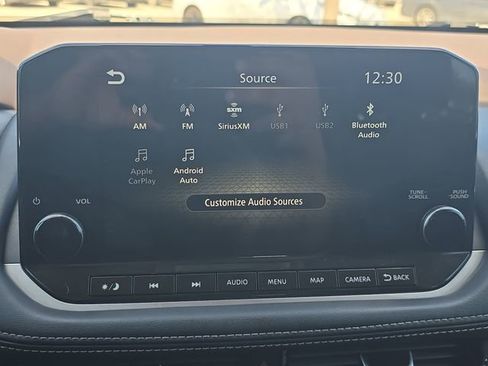 Source
12:30
AM
FM
SXM
SiriusXM
USB1
USB2
Bluetooth
Audio
Apple
CarPlay
Android
Auto
VOL
TUNE-
SCROLL
PUSH
SOUND
Customize Audio Sources
AUDIO
MENU
MAP
CAMERA
BACK